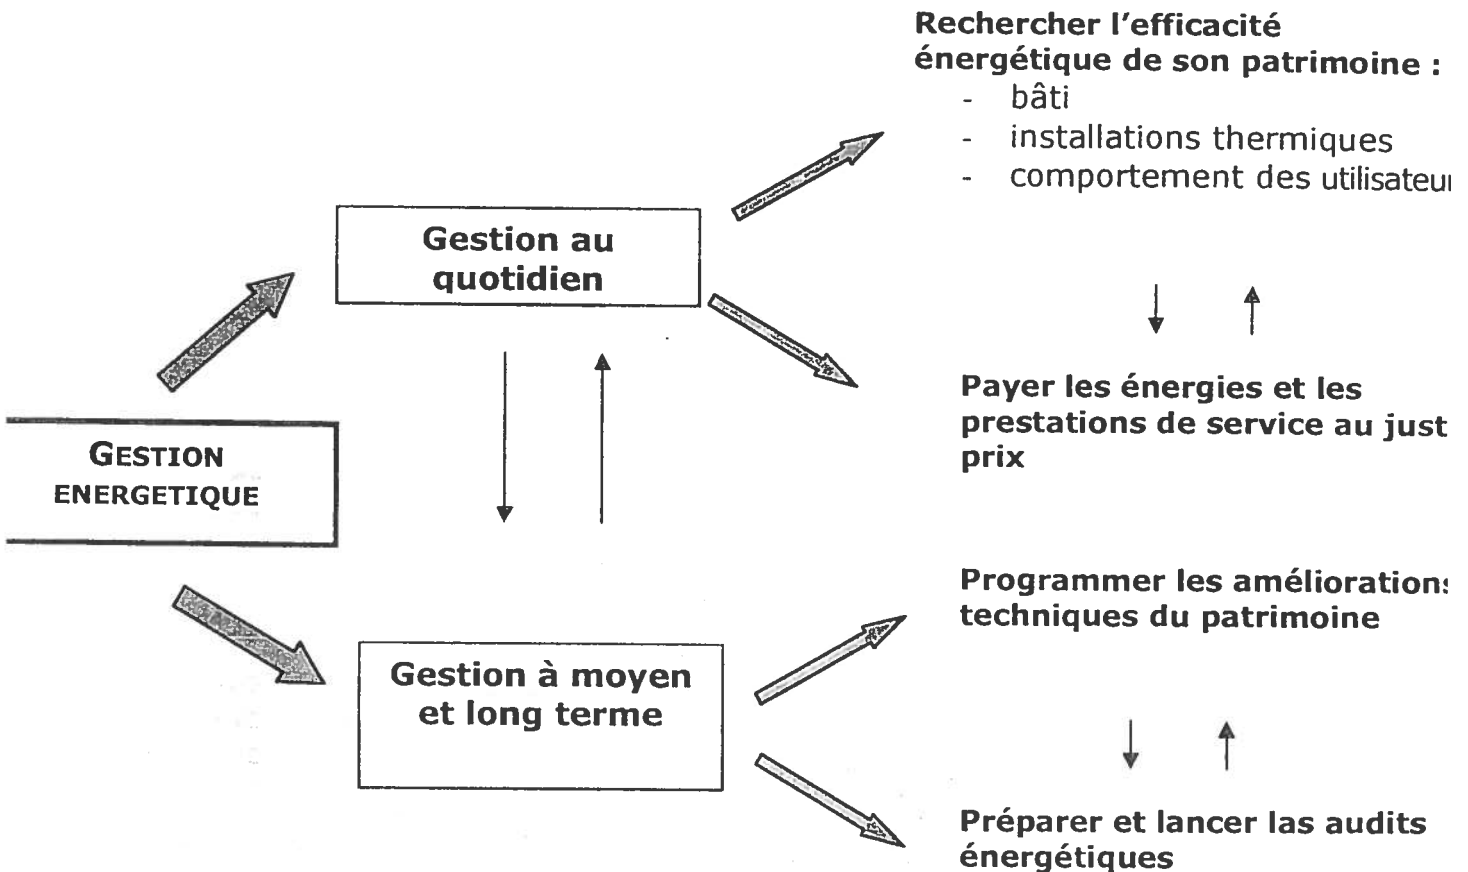 Rechercher l'efficacité
énergétique de son patrimoine :
- bâti
- installations thermiques
- comportement des utilisateu
Gestion au
quotidien
Payer les énergies et les
prestations de service au just
prix
GESTION
ENERGETIQUE
Programmer les améliorations
techniques du patrimoine
Gestion à moyen
et long terme
Préparer et lancer las audits
énergétiques